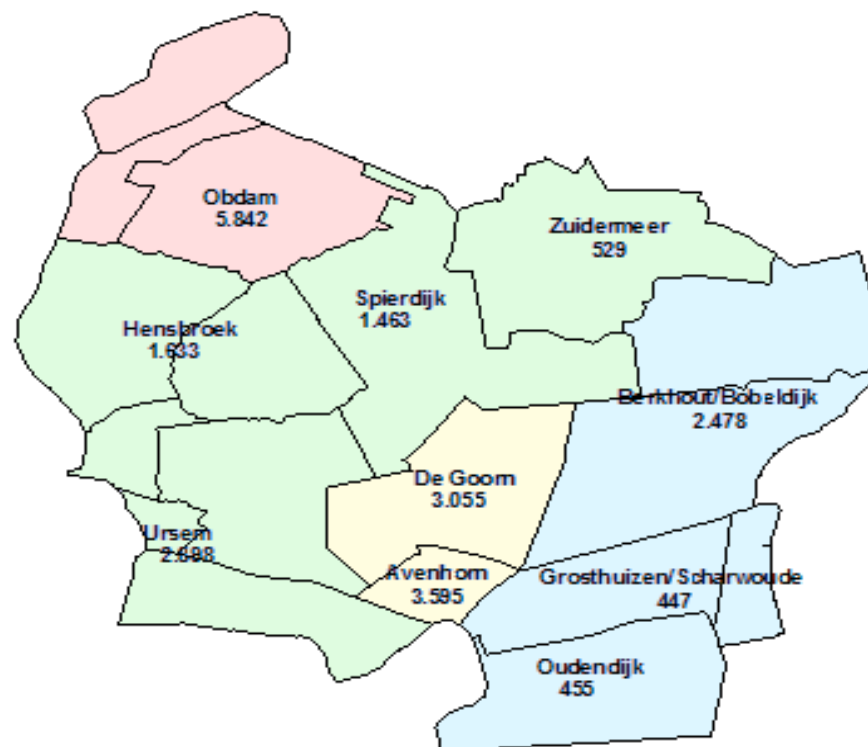 Obdam
5.842
Zuidermeer
529
Spierdijk
1.463
Hensbroek
1.633
Berkhout/Bobeldijk
2.478
De Goorn
3.055
Ursem
Avenhorn
3.595
Grosthuizen/Scharwoude
447
Oudendijk
455